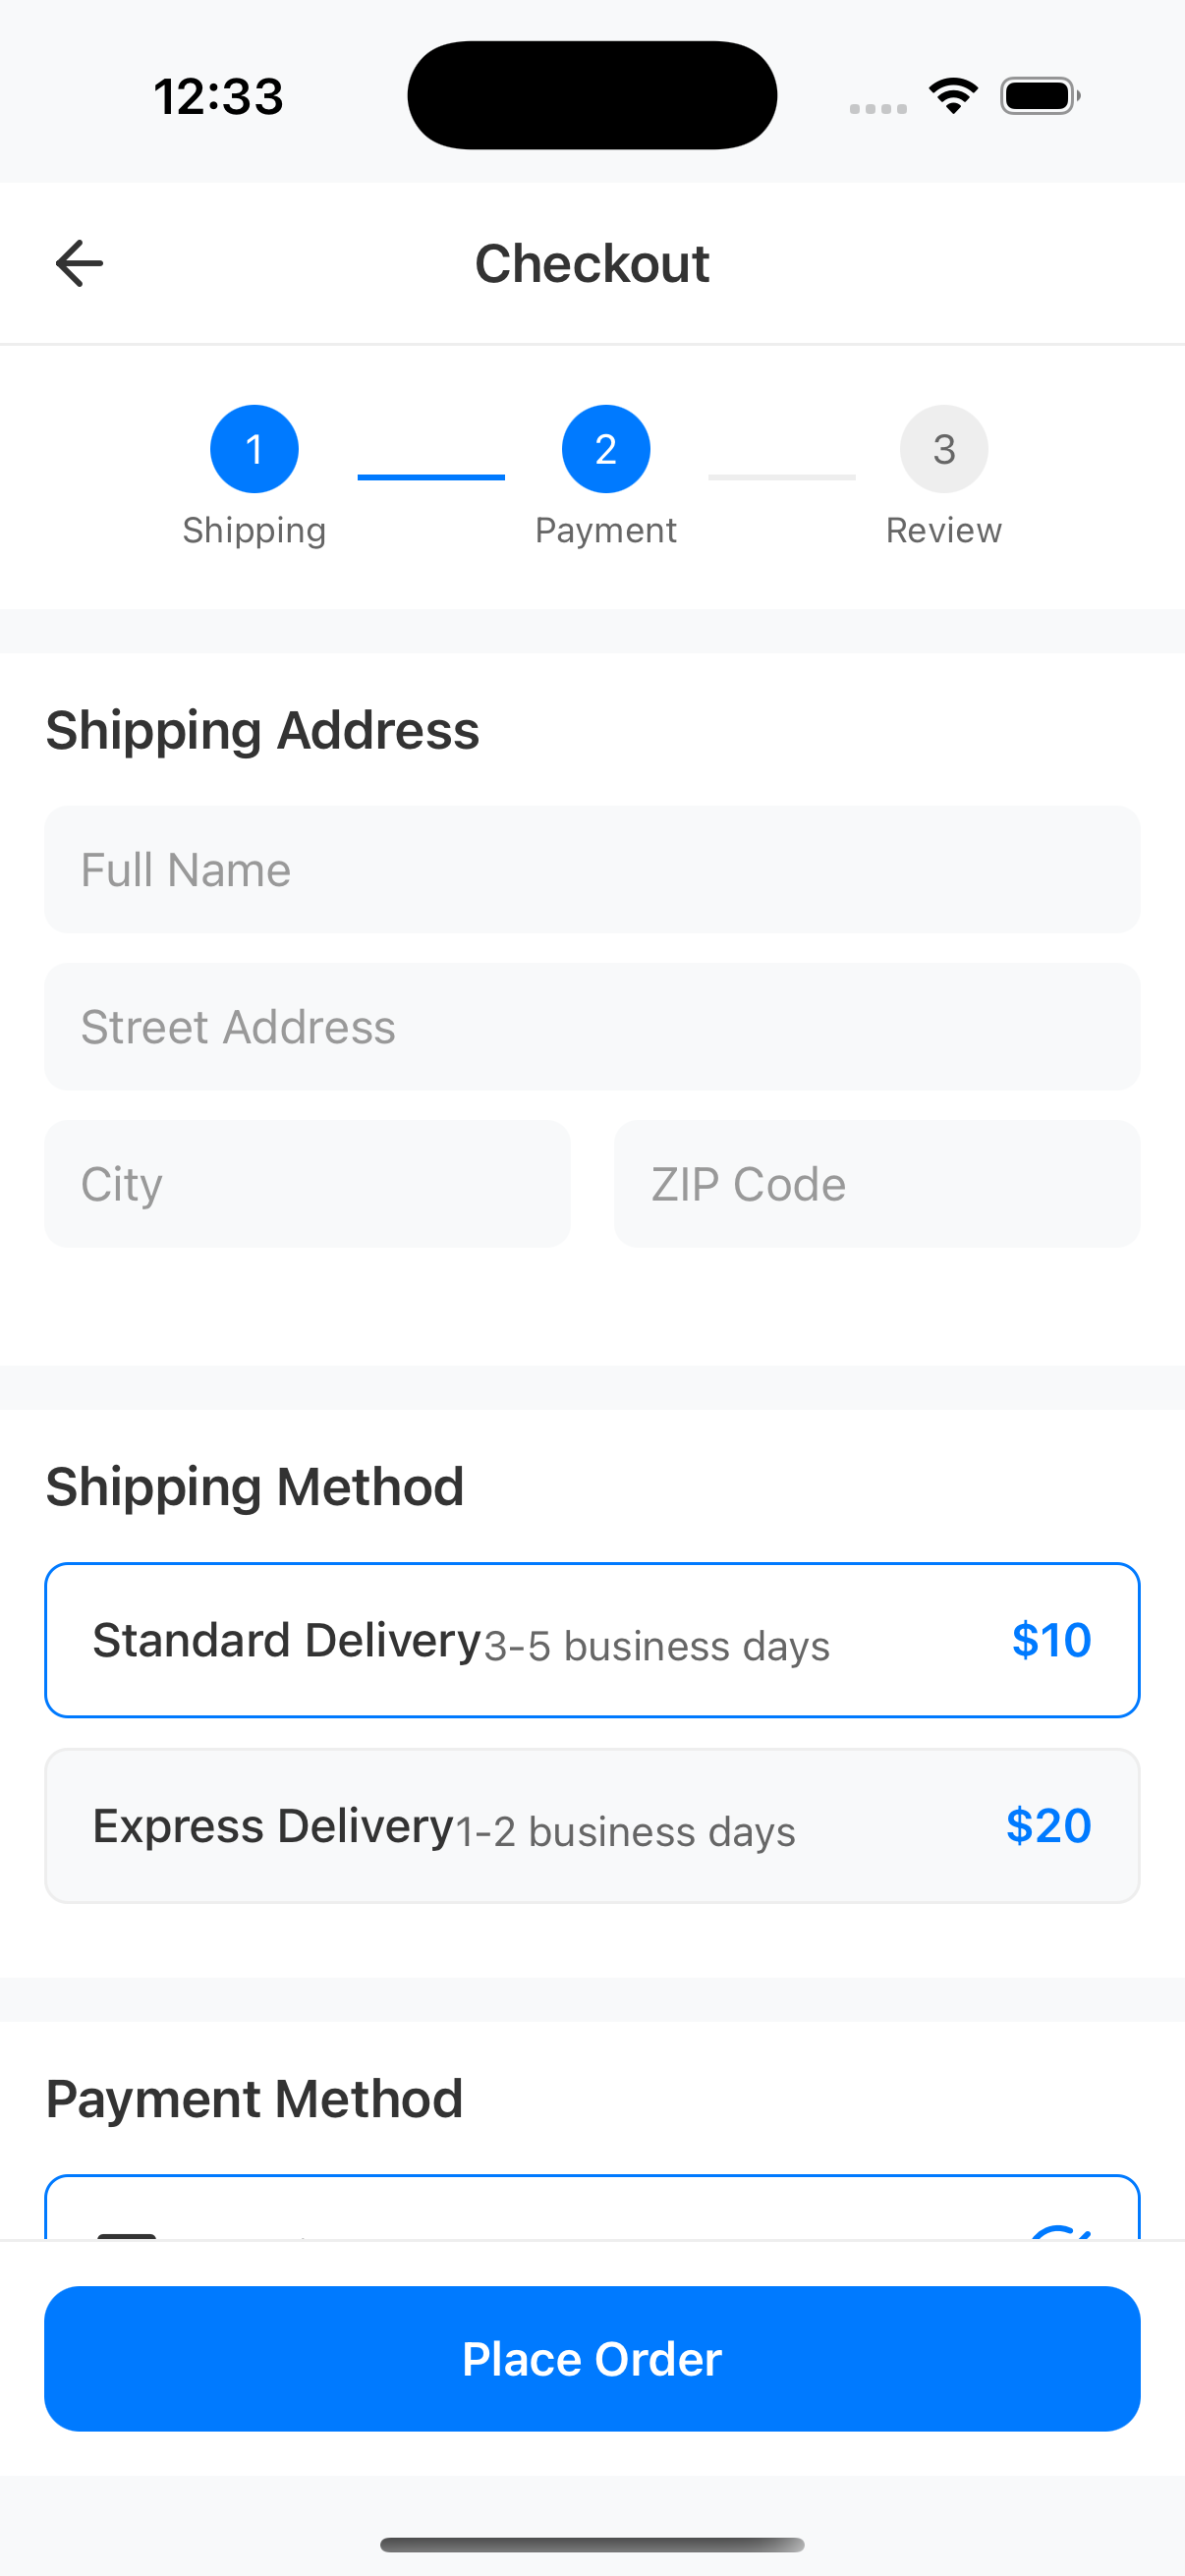 12:33
Checkout
1
2
3
Shipping
Payment
Review
Shipping Address
Full Name
Street Address
City
ZIP Code
Shipping Method
Standard Delivery 3-5 business days $10
Express Delivery 1-2 business days $20
Payment Method
Place Order